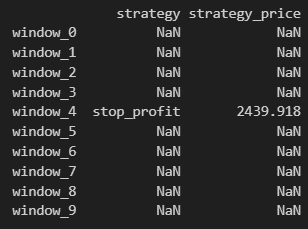 strategy strategy_price
window_0 NaN NaN
window_1 NaN NaN
window_2 NaN NaN
window_3 NaN NaN
window_4 stop_profit 2439.918
window_5 NaN NaN
window_6 NaN NaN
window_7 NaN NaN
window_8 NaN NaN
window_9 NaN NaN